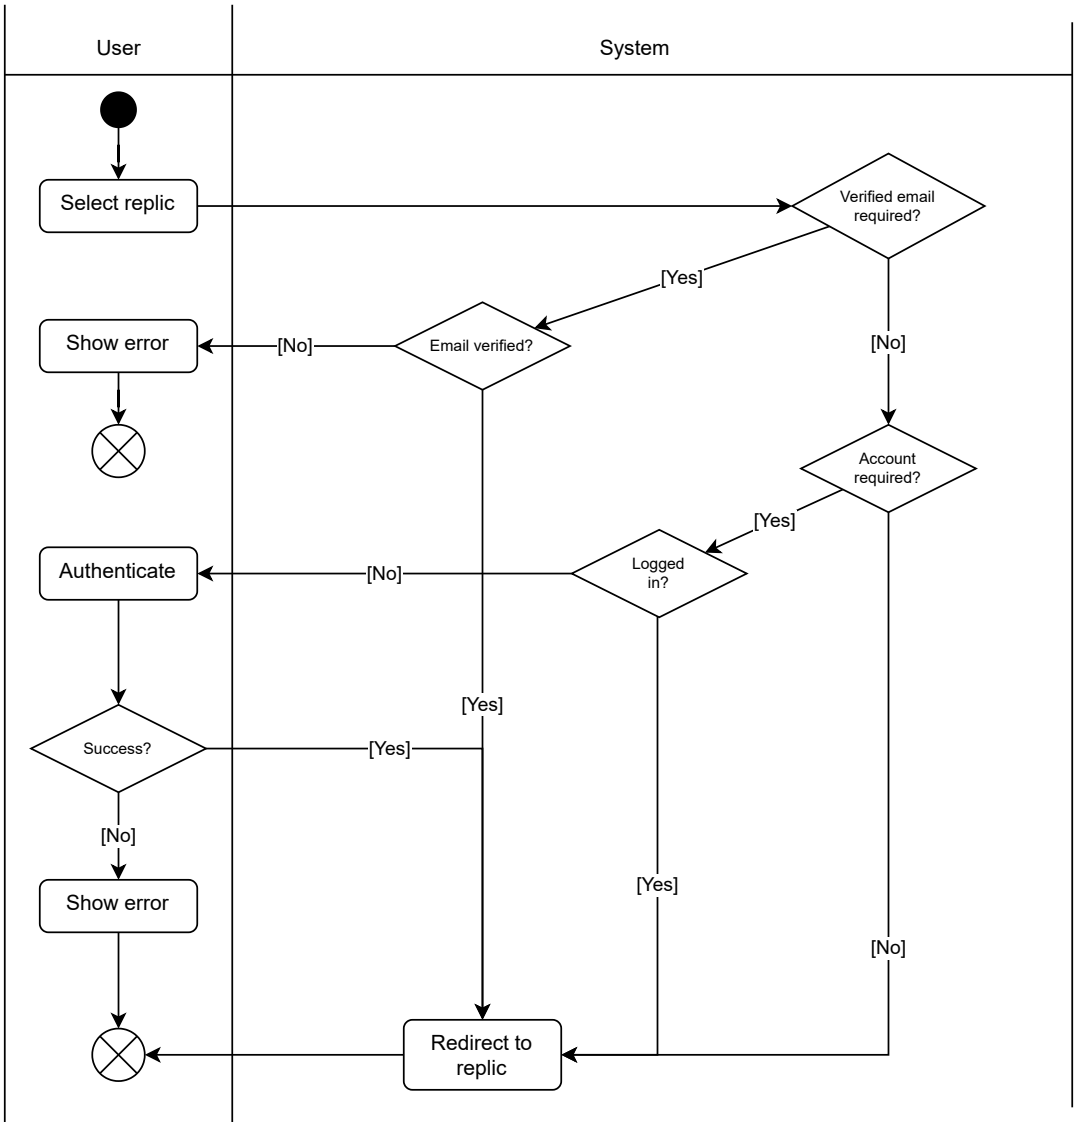 User
System
Select replic
Verified email
required?
[Yes]
Show error
[No]
Email verified?
[No]
Account
required?
[Yes]
Authenticate
[No]
Logged
in?
[Yes]
Success?
[Yes]
[No]
[Yes]
Show error
[No]
Redirect to
replic